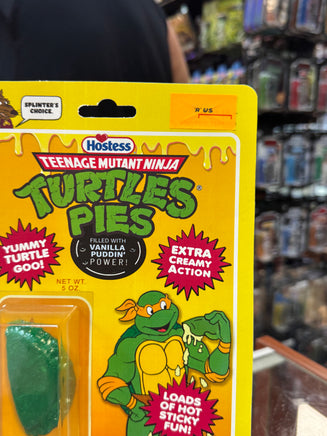 SPLINTER'S
CHOICE.
'R' US
Hostess
TEENAGE MUTANT NINJA
TURTLES®
PIES
FILLED WITH
VANILLA
PUDDIN'
POWER!
YUMMY
TURTLE
GOO!
EXTRA
CREAMY
ACTION
NET WT.
5 OZ.
LOADS
OF HOT
STICKY
FUN!